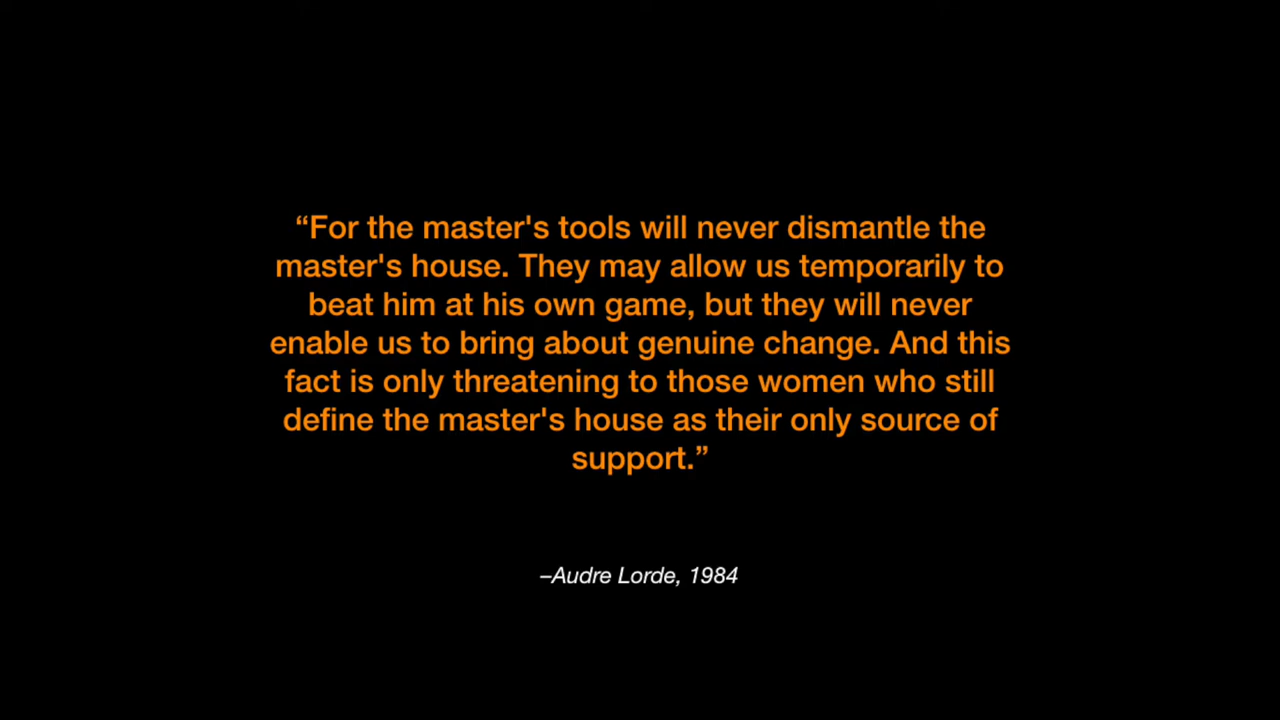 “For the master's tools will never dismantle the
master's house. They may allow us temporarily to
beat him at his own game, but they will never
enable us to bring about genuine change. And this
fact is only threatening to those women who still
define the master's house as their only source of
support.”
–Audre Lorde, 1984